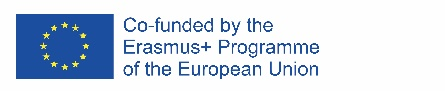 Co-funded by the
Erasmus+ Programme
of the European Union